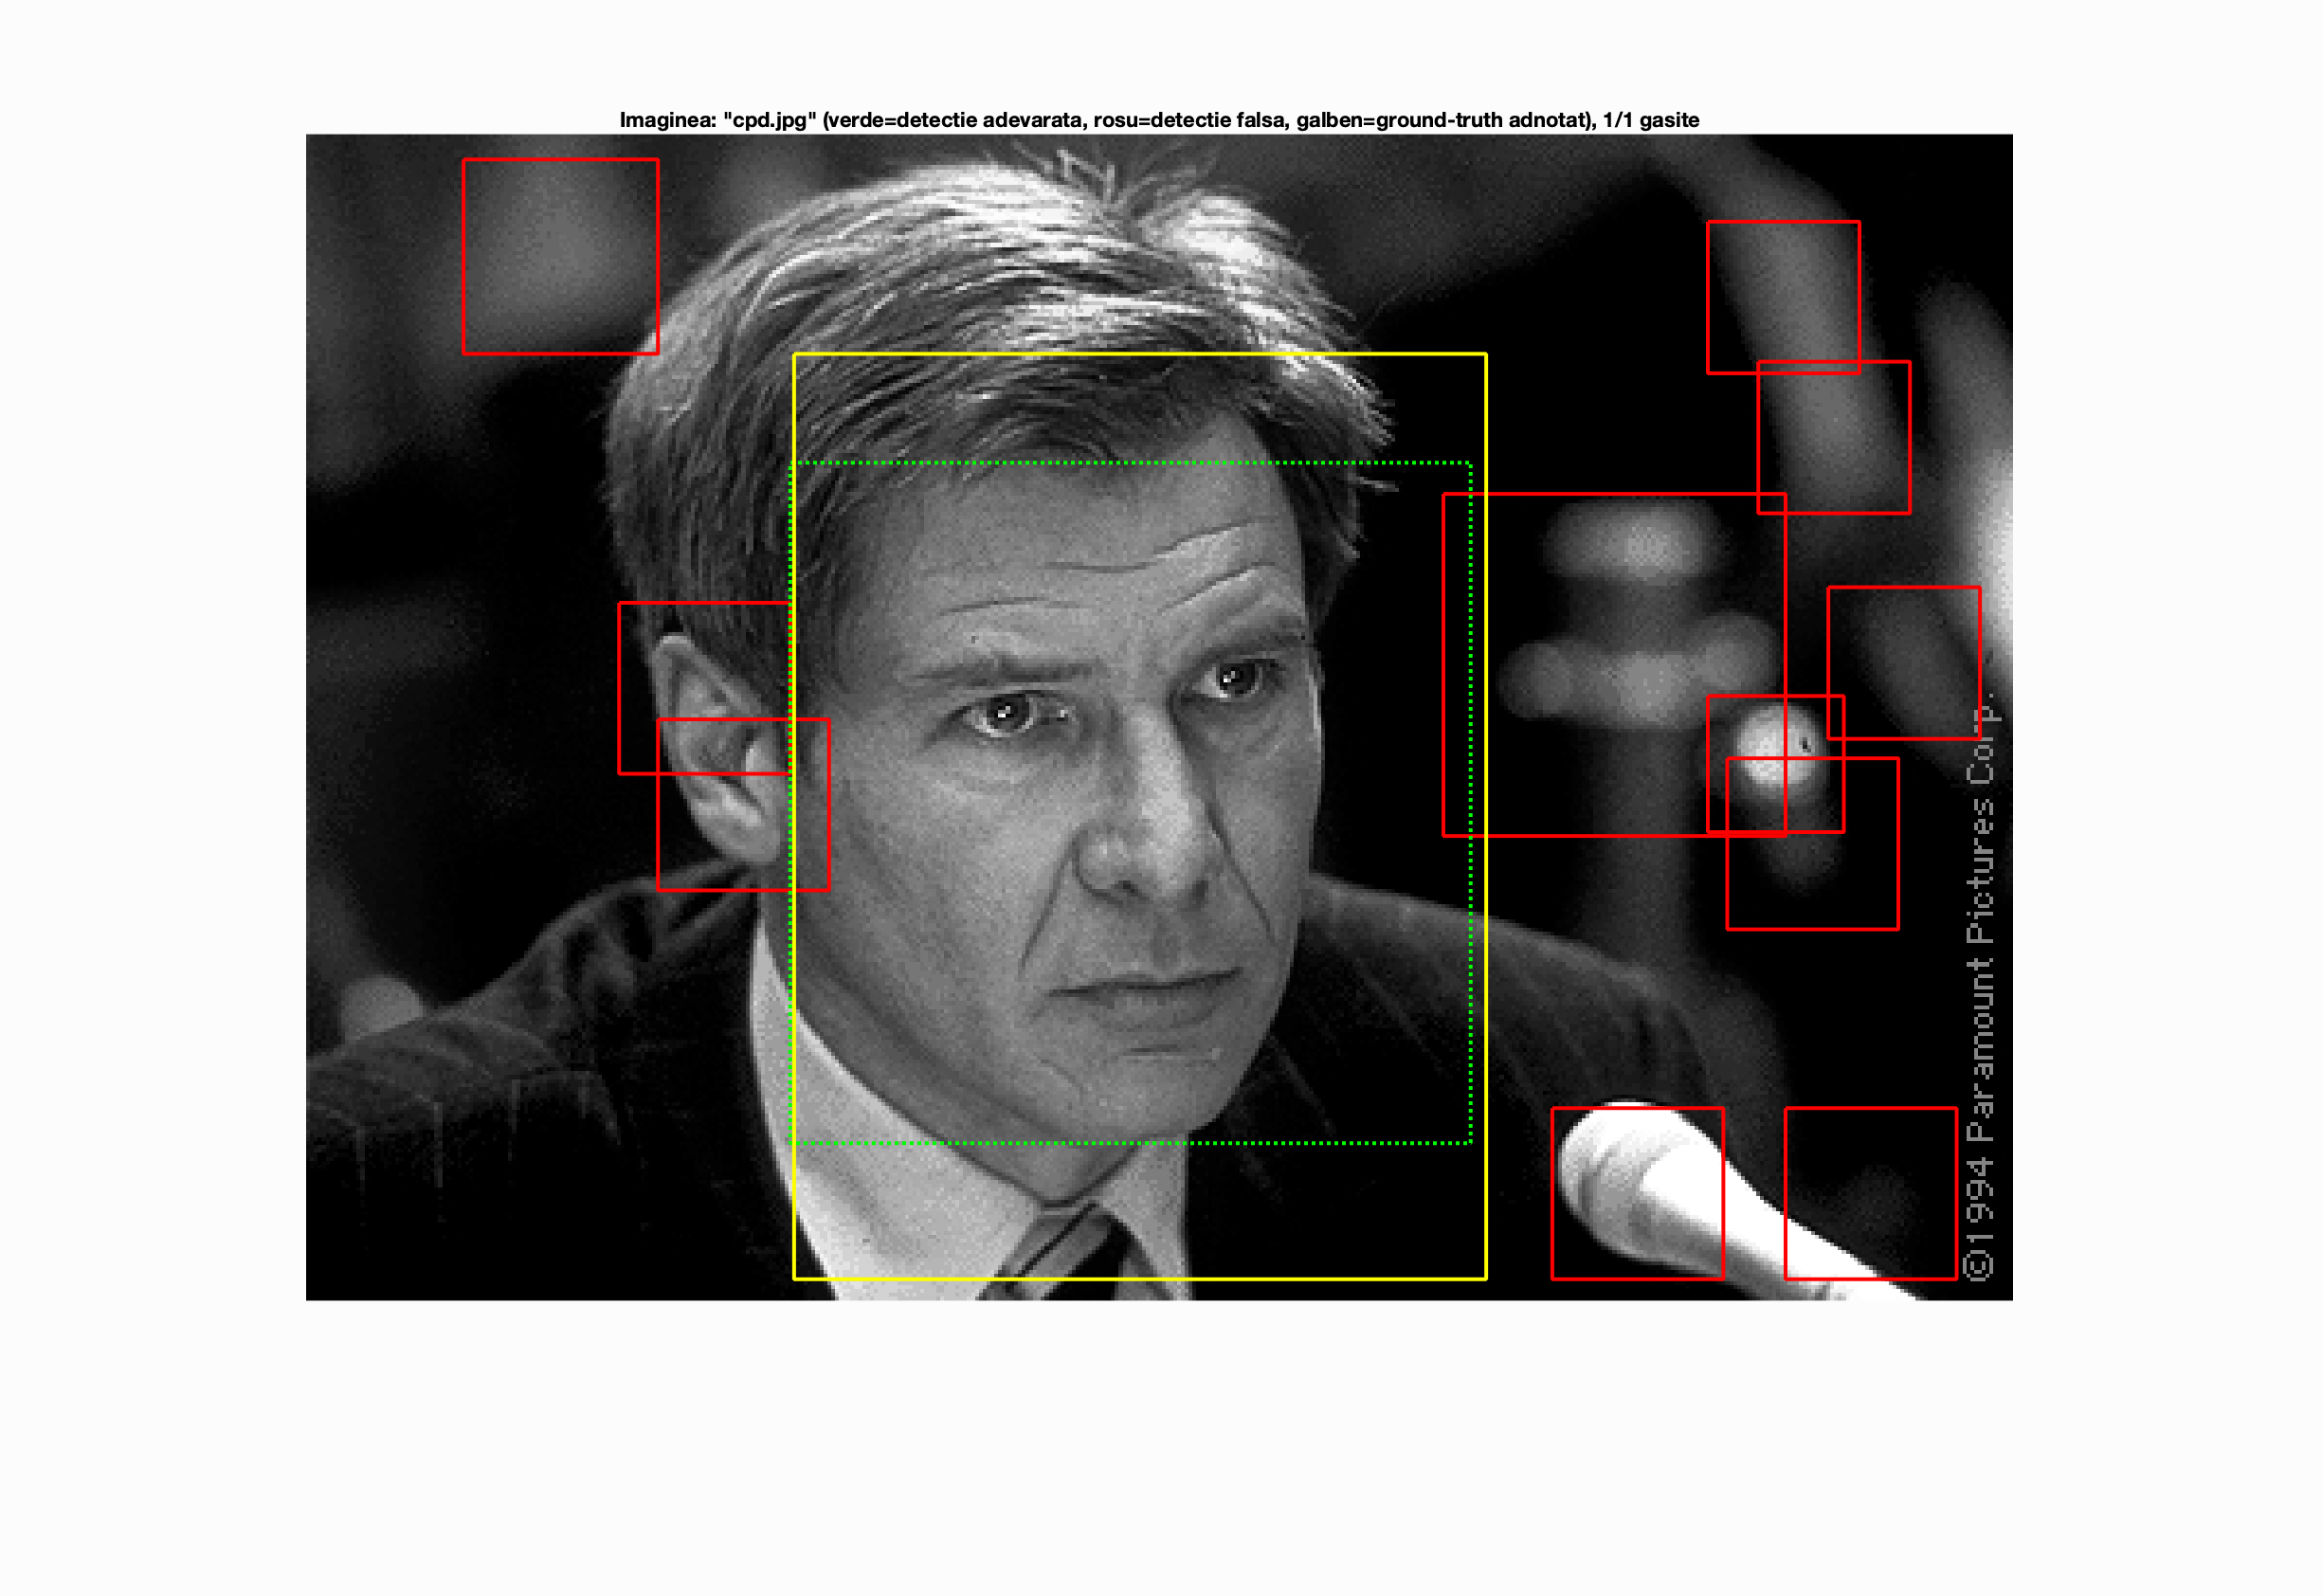 Imaginea: "cpd.jpg" (verde=detectie adevarata, rosu=detectie falsa, galben=ground-truth adnotat), 1/1 gasite
©1994 Paramount Pictures Corp.